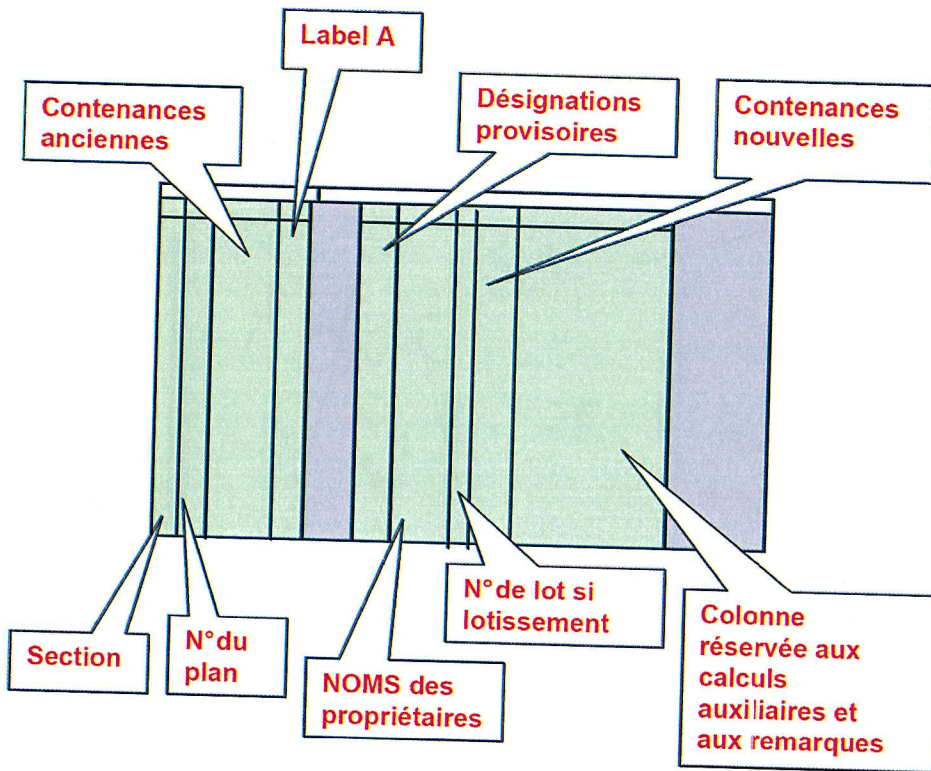 Label A
Contenances
anciennes
Désignations
provisoires
Contenances
nouvelles
Section
N° du
plan
NOMS des
propriétaires
N° de lot si
lotissement
Colonne
réservée aux
calculs
auxiliaires et
aux remarques